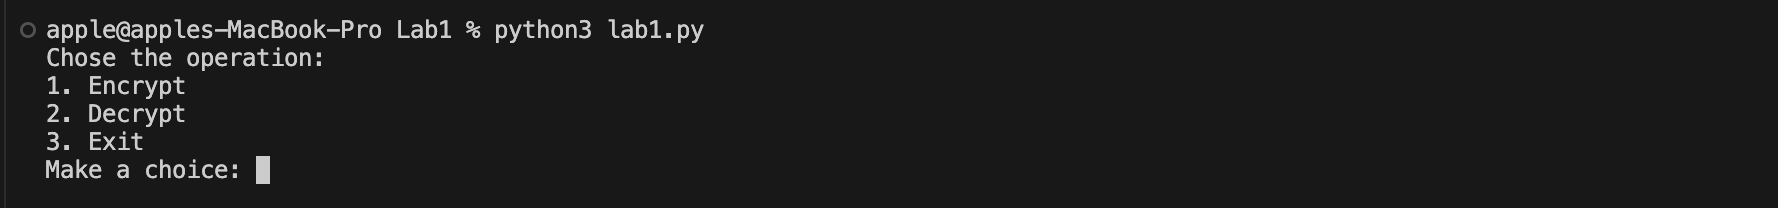 apple@apples-MacBook-Pro Lab1 % python3 lab1.py
Chose the operation:
1. Encrypt
2. Decrypt
3. Exit
Make a choice: